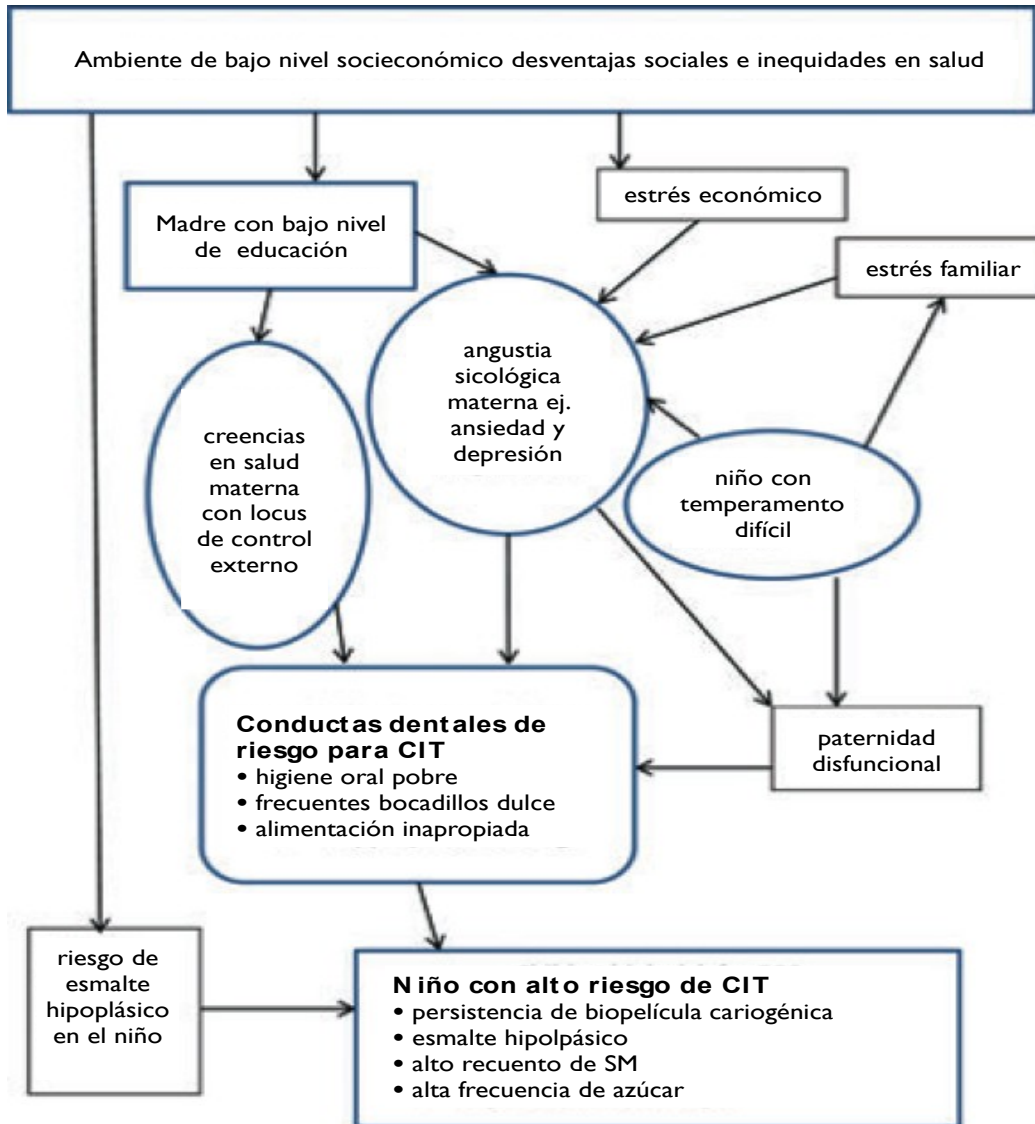 Ambiente de bajo nivel socioeconómico desventajas sociales e inequidades en salud
Madre con bajo nivel
de educación
estrés económico
estrés familiar
angustia
sicológica
materna ej.
ansiedad y
depresión
creencias
en salud
materna
con locus
de control
externo
niño con
temperamento
difícil
Conductas dentales de
riesgo para CIT
• higiene oral pobre
• frecuentes bocadillos dulce
• alimentación inapropiada
paternidad
disfuncional
riesgo de
esmalte
hipoplásico
en el niño
Niño con alto riesgo de CIT
• persistencia de biopelícula cariogénica
• esmalte hipolpásico
• alto recuento de SM
• alta frecuencia de azúcar